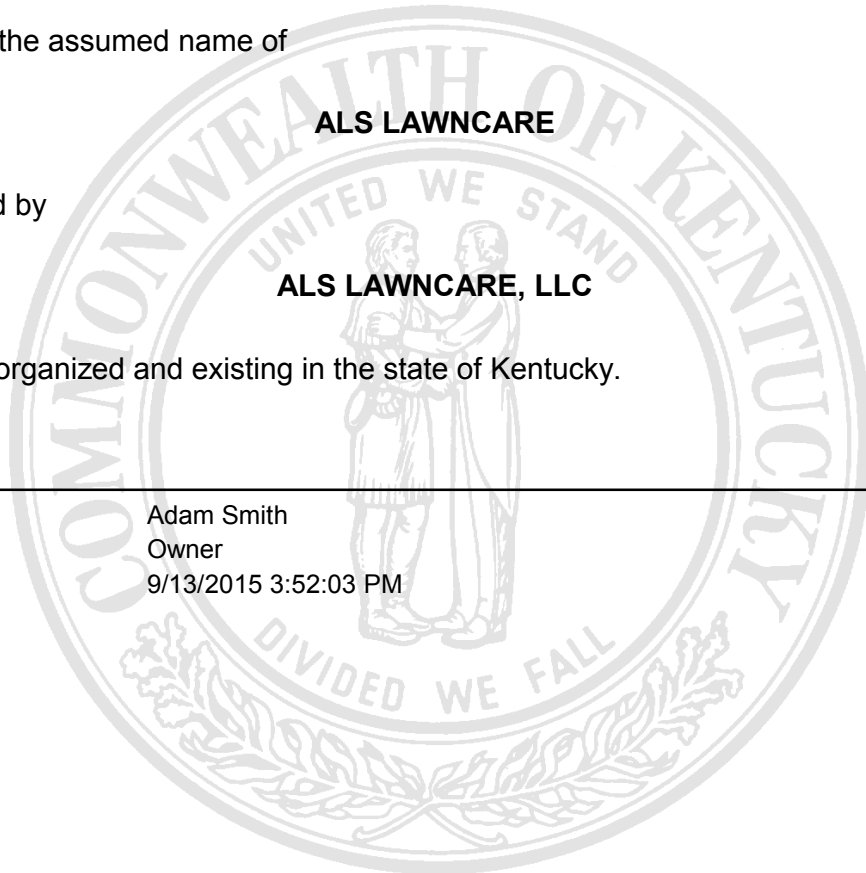 the assumed name of
ALS LAWNCARE
d by
ALS LAWNCARE, LLC
organized and existing in the state of Kentucky.
Adam Smith
Owner
9/13/2015 3:52:03 PM
COMMONWEALTH OF KENTUCKY
UNITED WE STAND
DIVIDED WE FALL